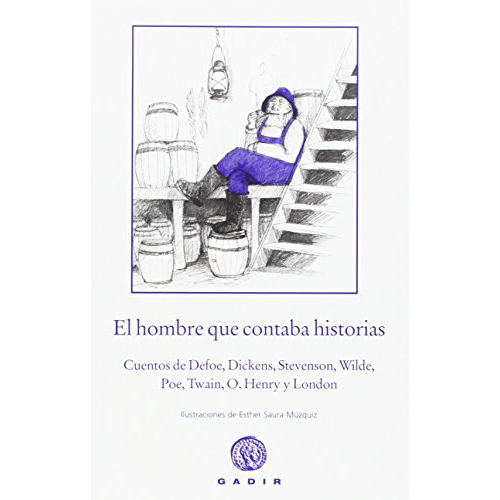 El hombre que contaba historias
Cuentos de Defoe, Dickens, Stevenson, Wilde,
Poe, Twain, O. Henry y London
Ilustraciones de Esther Saura Múzquiz
GADIR